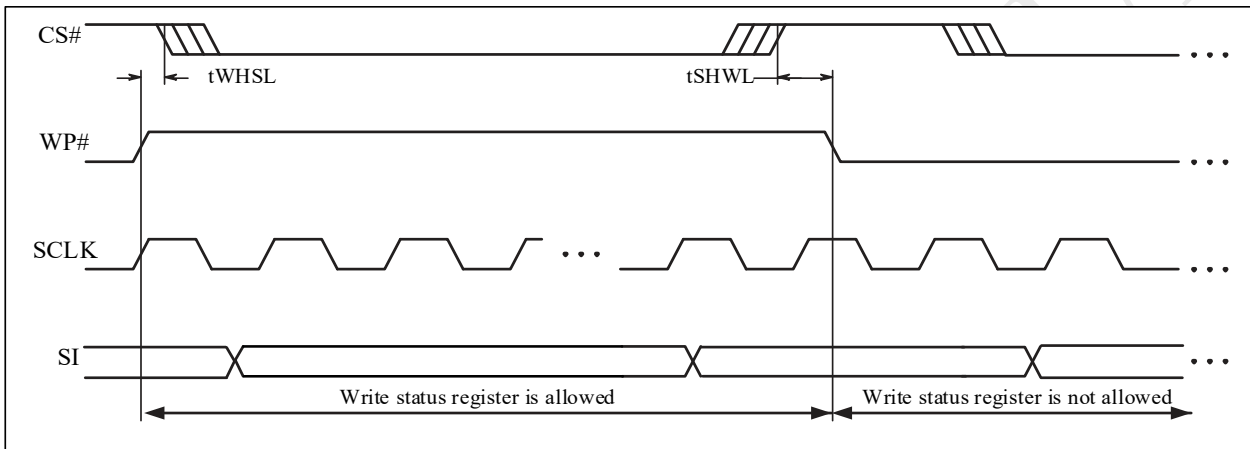 CS#
tWHSL
tSHWL
WP#
SCLK
SI
Write status register is allowed
Write status register is not allowed